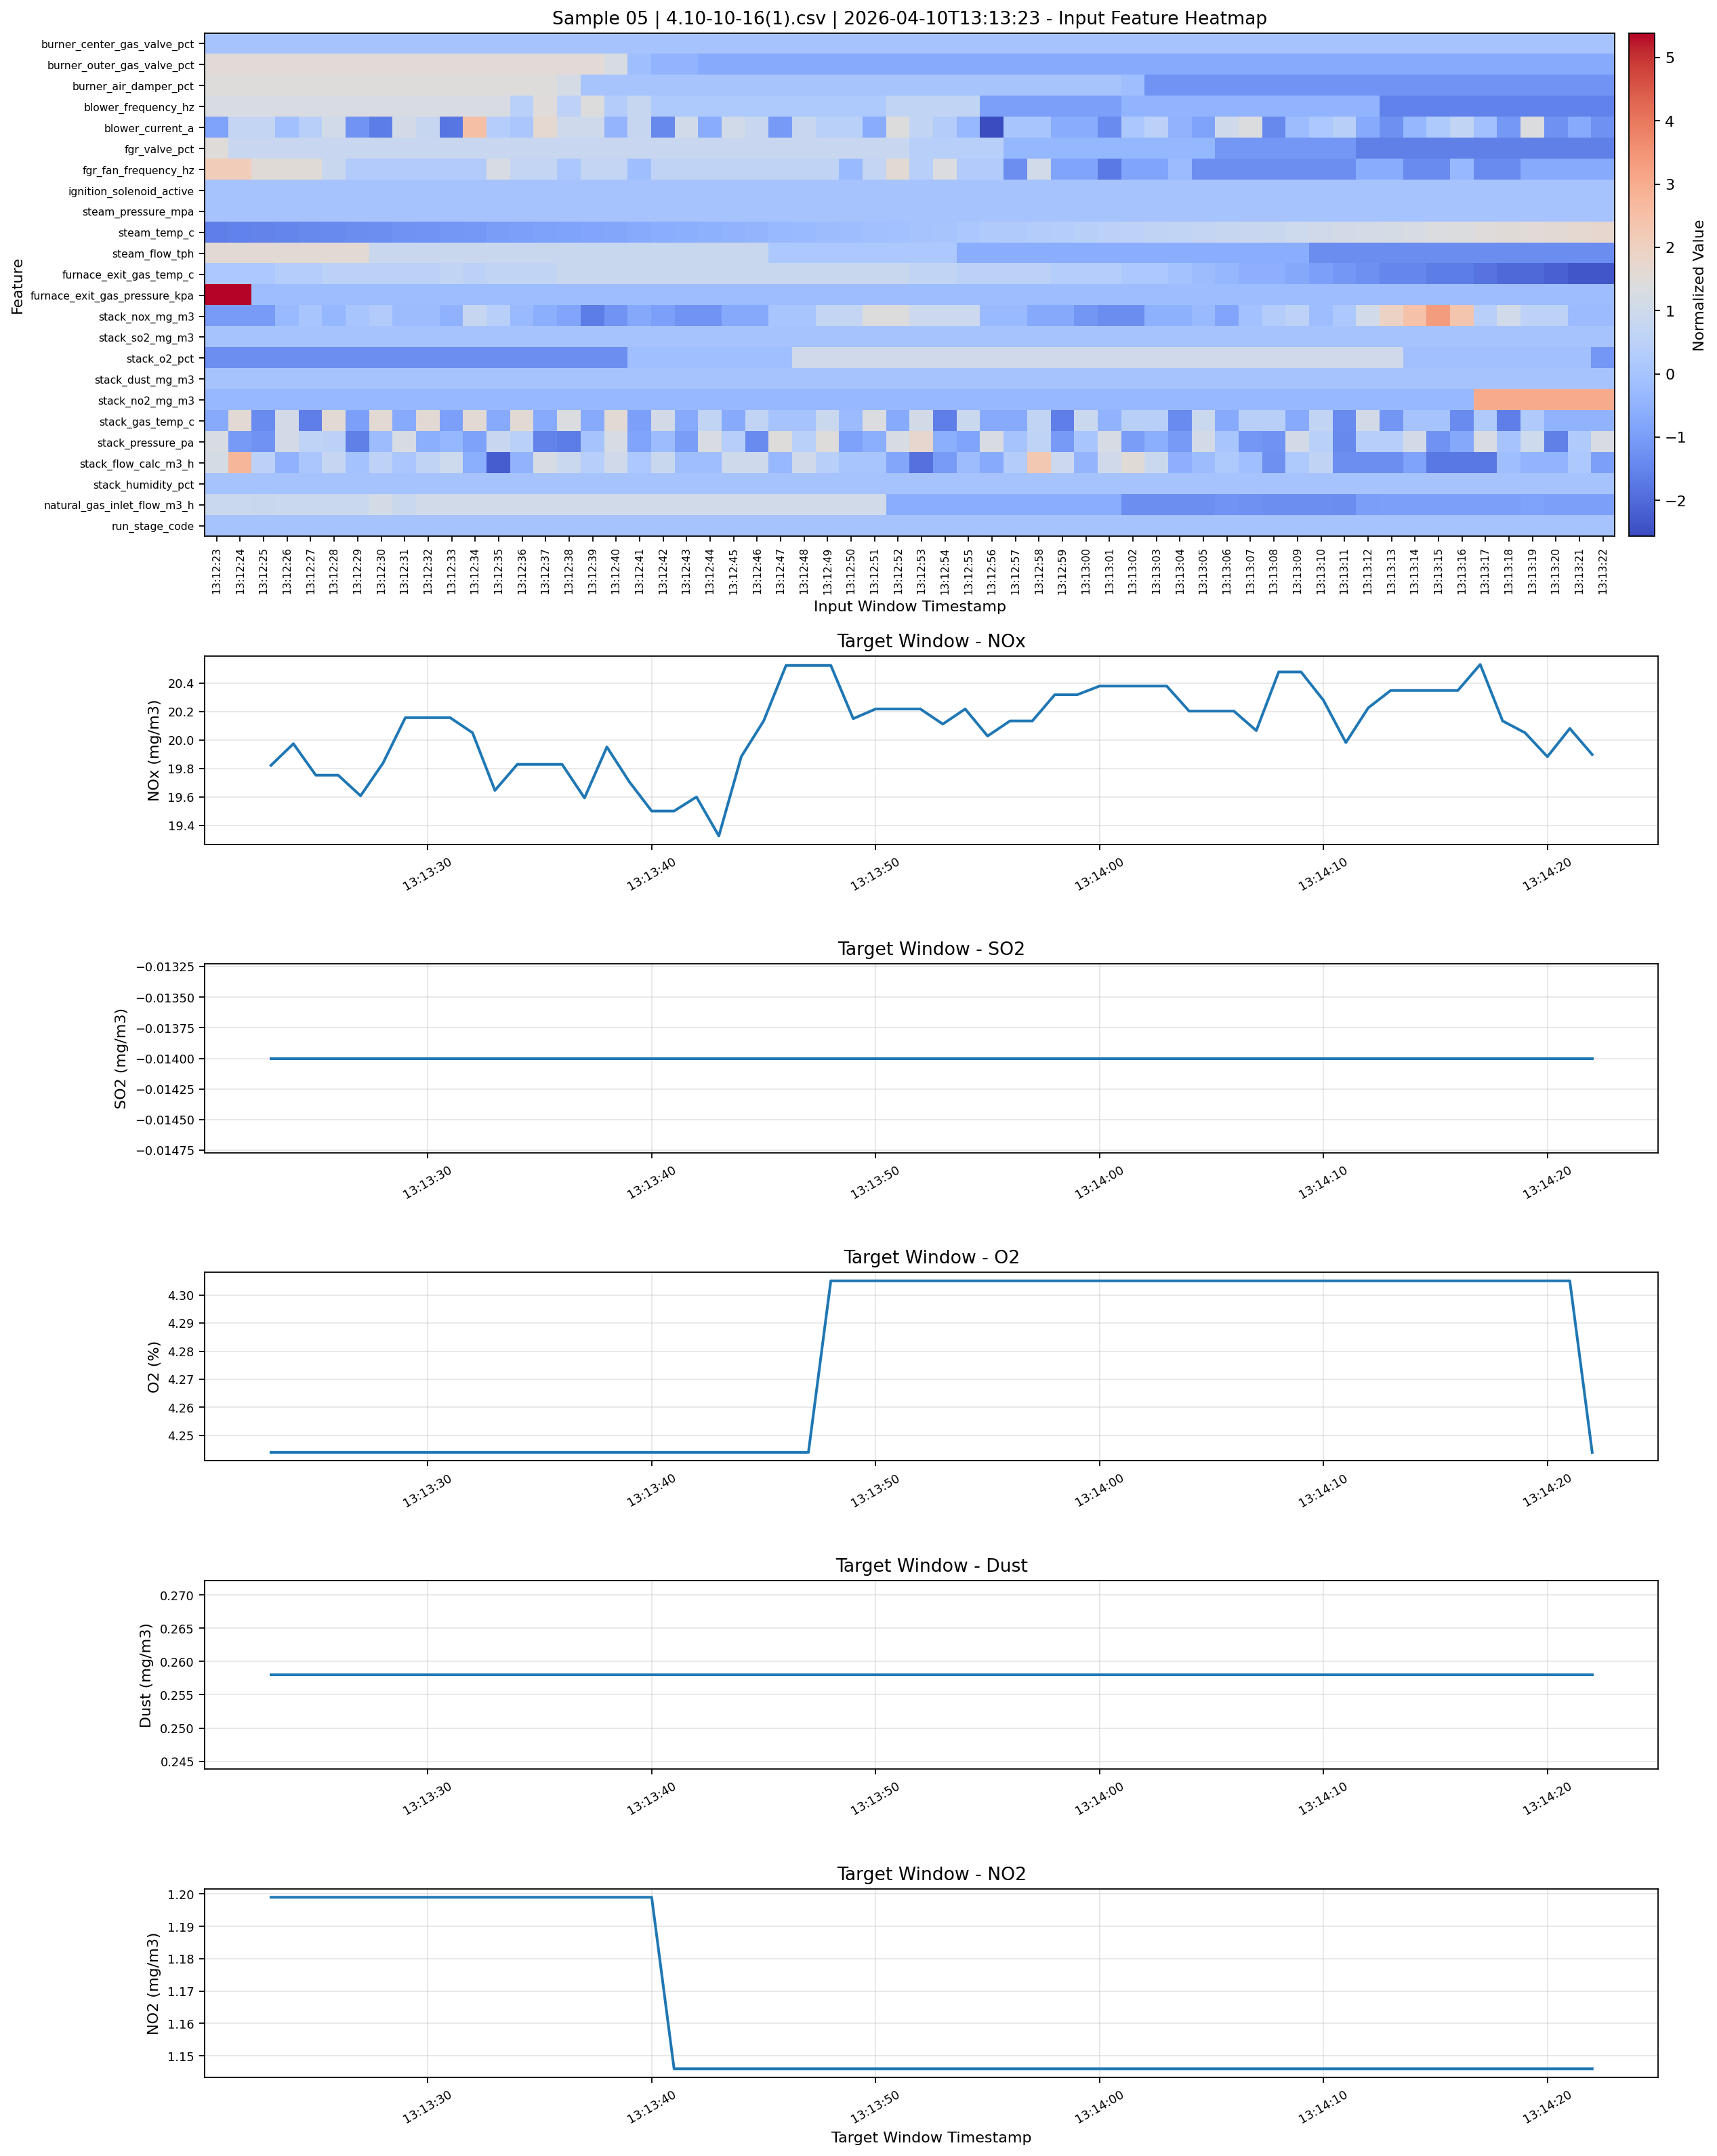 Sample 05 | 4.10-10-16(1).csv | 2026-04-10T13:13:23 - Input Feature Heatmap
Feature
burner_center_gas_valve_pct
burner_outer_gas_valve_pct
burner_air_damper_pct
blower_frequency_hz
blower_current_a
fgr_valve_pct
fgr_fan_frequency_hz
ignition_solenoid_active
steam_pressure_mpa
steam_temp_c
steam_flow_tph
furnace_exit_gas_temp_c
furnace_exit_gas_pressure_kpa
stack_nox_mg_m3
stack_so2_mg_m3
stack_o2_pct
stack_dust_mg_m3
stack_no2_mg_m3
stack_gas_temp_c
stack_pressure_pa
stack_flow_calc_m3_h
stack_humidity_pct
natural_gas_inlet_flow_m3_h
run_stage_code
5
4
3
2
1
0
−1
−2
Normalized Value
13:12:23 13:12:24 13:12:25 13:12:26 13:12:27 13:12:28 13:12:29 13:12:30 13:12:31 13:12:32 13:12:33 13:12:34 13:12:35 13:12:36 13:12:37 13:12:38 13:12:39 13:12:40 13:12:41 13:12:42 13:12:43 13:12:44 13:12:45 13:12:46 13:12:47 13:12:48 13:12:49 13:12:50 13:12:51 13:12:52 13:12:53 13:12:54 13:12:55 13:12:56 13:12:57 13:12:58 13:12:59 13:13:00 13:13:01 13:13:02 13:13:03 13:13:04 13:13:05 13:13:06 13:13:07 13:13:08 13:13:09 13:13:10 13:13:11 13:13:12 13:13:13 13:13:14 13:13:15 13:13:16 13:13:17 13:13:18 13:13:19 13:13:20 13:13:21 13:13:22
Input Window Timestamp
Target Window - NOx
NOx (mg/m3)
20.4
20.2
20.0
19.8
19.6
19.4
13:13:30 13:13:40 13:13:50 13:14:00 13:14:10 13:14:20
Target Window - SO2
SO2 (mg/m3)
−0.01325
−0.01350
−0.01375
−0.01400
−0.01425
−0.01450
−0.01475
13:13:30 13:13:40 13:13:50 13:14:00 13:14:10 13:14:20
Target Window - O2
O2 (%)
4.30
4.29
4.28
4.27
4.26
4.25
13:13:30 13:13:40 13:13:50 13:14:00 13:14:10 13:14:20
Target Window - Dust
Dust (mg/m3)
0.270
0.265
0.260
0.255
0.250
0.245
13:13:30 13:13:40 13:13:50 13:14:00 13:14:10 13:14:20
Target Window - NO2
NO2 (mg/m3)
1.20
1.19
1.18
1.17
1.16
1.15
13:13:30 13:13:40 13:13:50 13:14:00 13:14:10 13:14:20
Target Window Timestamp